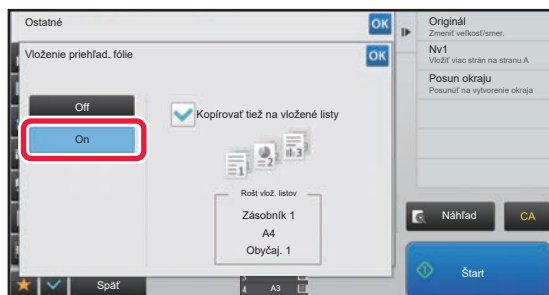 Ostatné
OK
Vloženie priehľad. fólie
OK
Off
On
Kopírovať tiež na vložené listy
1
2
3
Rošt vlož. listov
Zásobník 1
A4
Obyčaj. 1
Späť
4 A3
Originál
Zmeniť veľkosť/smer.
Nv1
Vložiť viac strán na stranu A
Posun okraju
Posunúť na vytvorenie okraja
Náhľad
CA
Štart